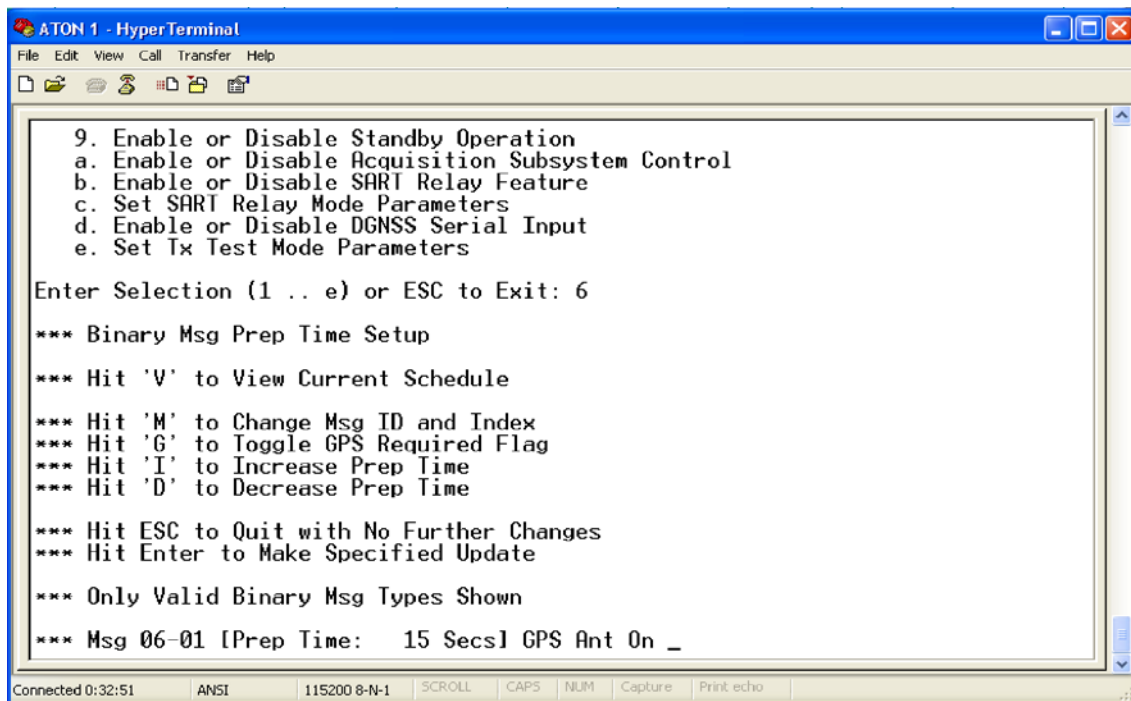 ATON 1 - HyperTerminal
File Edit View Call Transfer Help
9. Enable or Disable Standby Operation
a. Enable or Disable Acquisition Subsystem Control
b. Enable or Disable SART Relay Feature
c. Set SART Relay Mode Parameters
d. Enable or Disable DGNSS Serial Input
e. Set Tx Test Mode Parameters
Enter Selection (1 .. e) or ESC to Exit: 6
*** Binary Msg Prep Time Setup
*** Hit 'V' to View Current Schedule
*** Hit 'M' to Change Msg ID and Index
*** Hit 'G' to Toggle GPS Required Flag
*** Hit 'I' to Increase Prep Time
*** Hit 'D' to Decrease Prep Time
*** Hit ESC to Quit with No Further Changes
*** Hit Enter to Make Specified Update
*** Only Valid Binary Msg Types Shown
*** Msg 06-01 [Prep Time:   15 Secs] GPS Ant On _
Connected 0:32:51 ANSI 115200 8-N-1 SCROLL CAPS NUM Capture Print echo